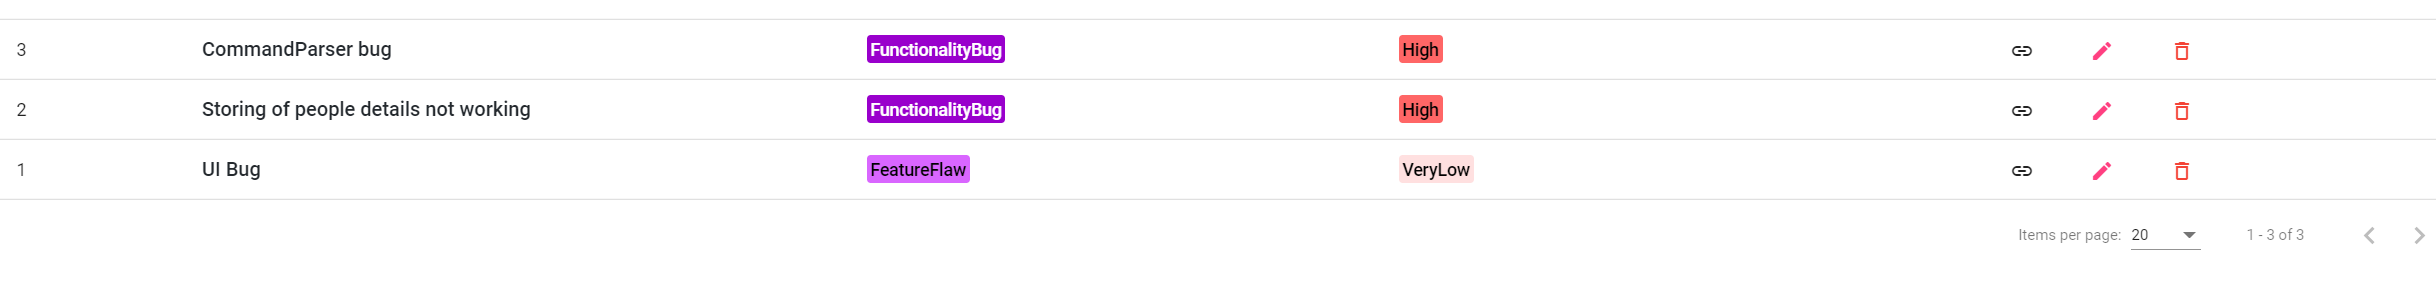 3 CommandParser bug FunctionalityBug High
2 Storing of people details not working FunctionalityBug High
1 UI Bug FeatureFlaw VeryLow
Items per page: 20 1 - 3 of 3